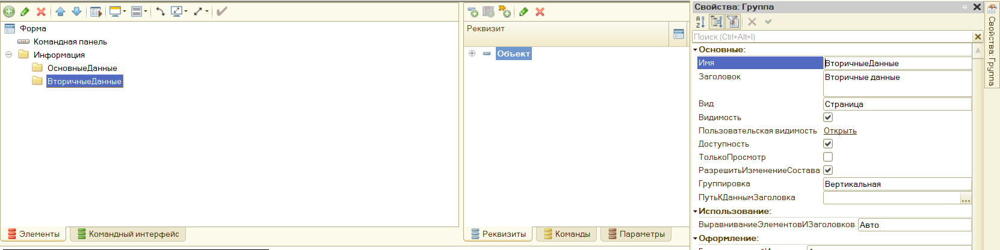 Форма
Командная панель
Информация
ОсновныеДанные
ВторичныеДанные
Элементы
Командный интерфейс
Реквизит
Объект
Реквизиты
Команды
Параметры
Свойства: Группа
Поиск (Ctrl+Alt+I)
Основные:
Имя ВторичныеДанные
Заголовок Вторичные данные
Вид Страница
Видимость
Пользовательская видимость Открыть
Доступность
ТолькоПросмотр
РазрешитьИзменениеСостава
Группировка Вертикальная
ПутьКДаннымЗаголовка ...
Использование:
ВыравниваниеЭлементовИЗаголовков Авто
Оформление:
Свойства: Группа